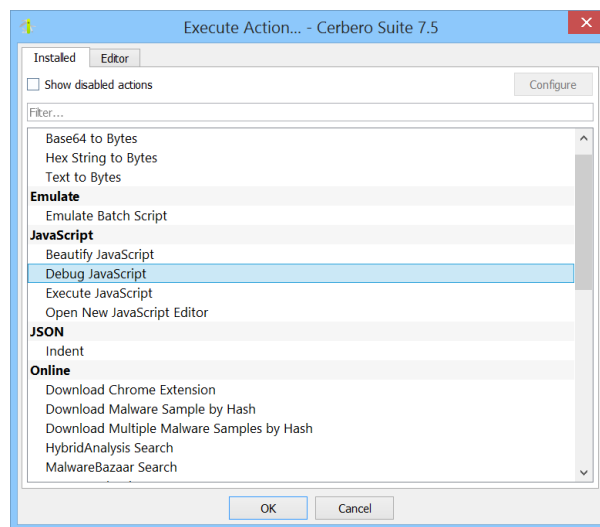 Execute Action... - Cerbero Suite 7.5
Installed
Editor
Show disabled actions
Configure
Filter...
Base64 to Bytes
Hex String to Bytes
Text to Bytes
Emulate
Emulate Batch Script
JavaScript
Beautify JavaScript
Debug JavaScript
Execute JavaScript
Open New JavaScript Editor
JSON
Indent
Online
Download Chrome Extension
Download Malware Sample by Hash
Download Multiple Malware Samples by Hash
HybridAnalysis Search
MalwareBazaar Search
OK
Cancel